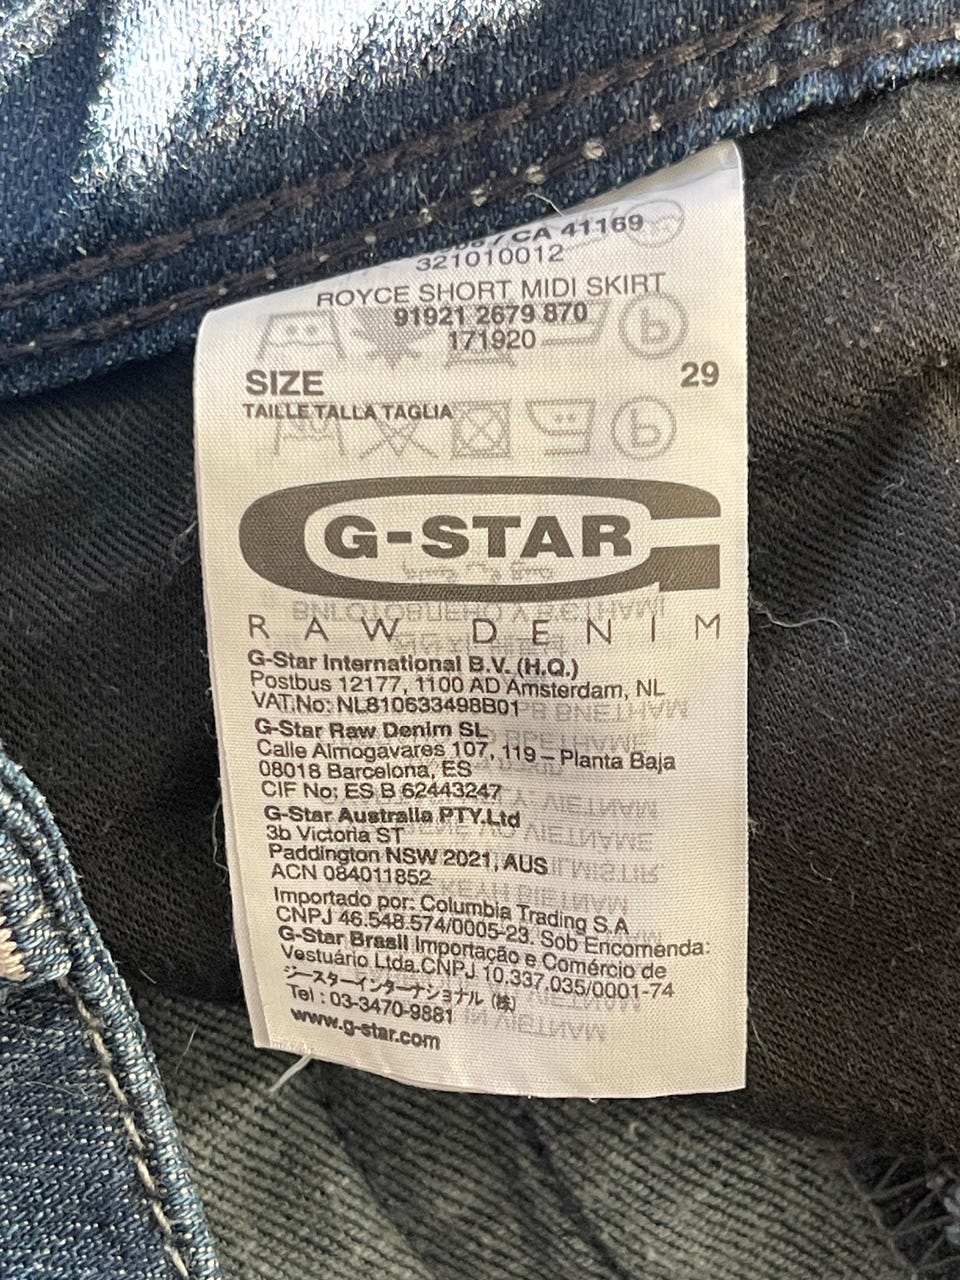 / CA 41169
321010012
ROYCE SHORT MIDI SKIRT
91921 2679 870
171920
SIZE 29
TAILLE TALLA TAGLIA
G-STAR
RAW DENIM
G-Star International B.V. (H.Q.)
Postbus 12177, 1100 AD Amsterdam, NL
VAT.No: NL810633498B01
G-Star Raw Denim SL
Calle Almogavares 107, 119 – Planta Baja
08018 Barcelona, ES
CIF No: ES B 62443247
G-Star Australia PTY.Ltd
3b Victoria ST
Paddington NSW 2021, AUS
ACN 084011852
Importado por: Columbia Trading S.A
CNPJ 46.548.574/0005-23. Sob Encomenda:
G-Star Brasil Importação e Comércio de
Vestuário Ltda.CNPJ 10.337.035/0001-74
ジースターインターナショナル (株)
Tel : 03-3470-9881
www.g-star.com